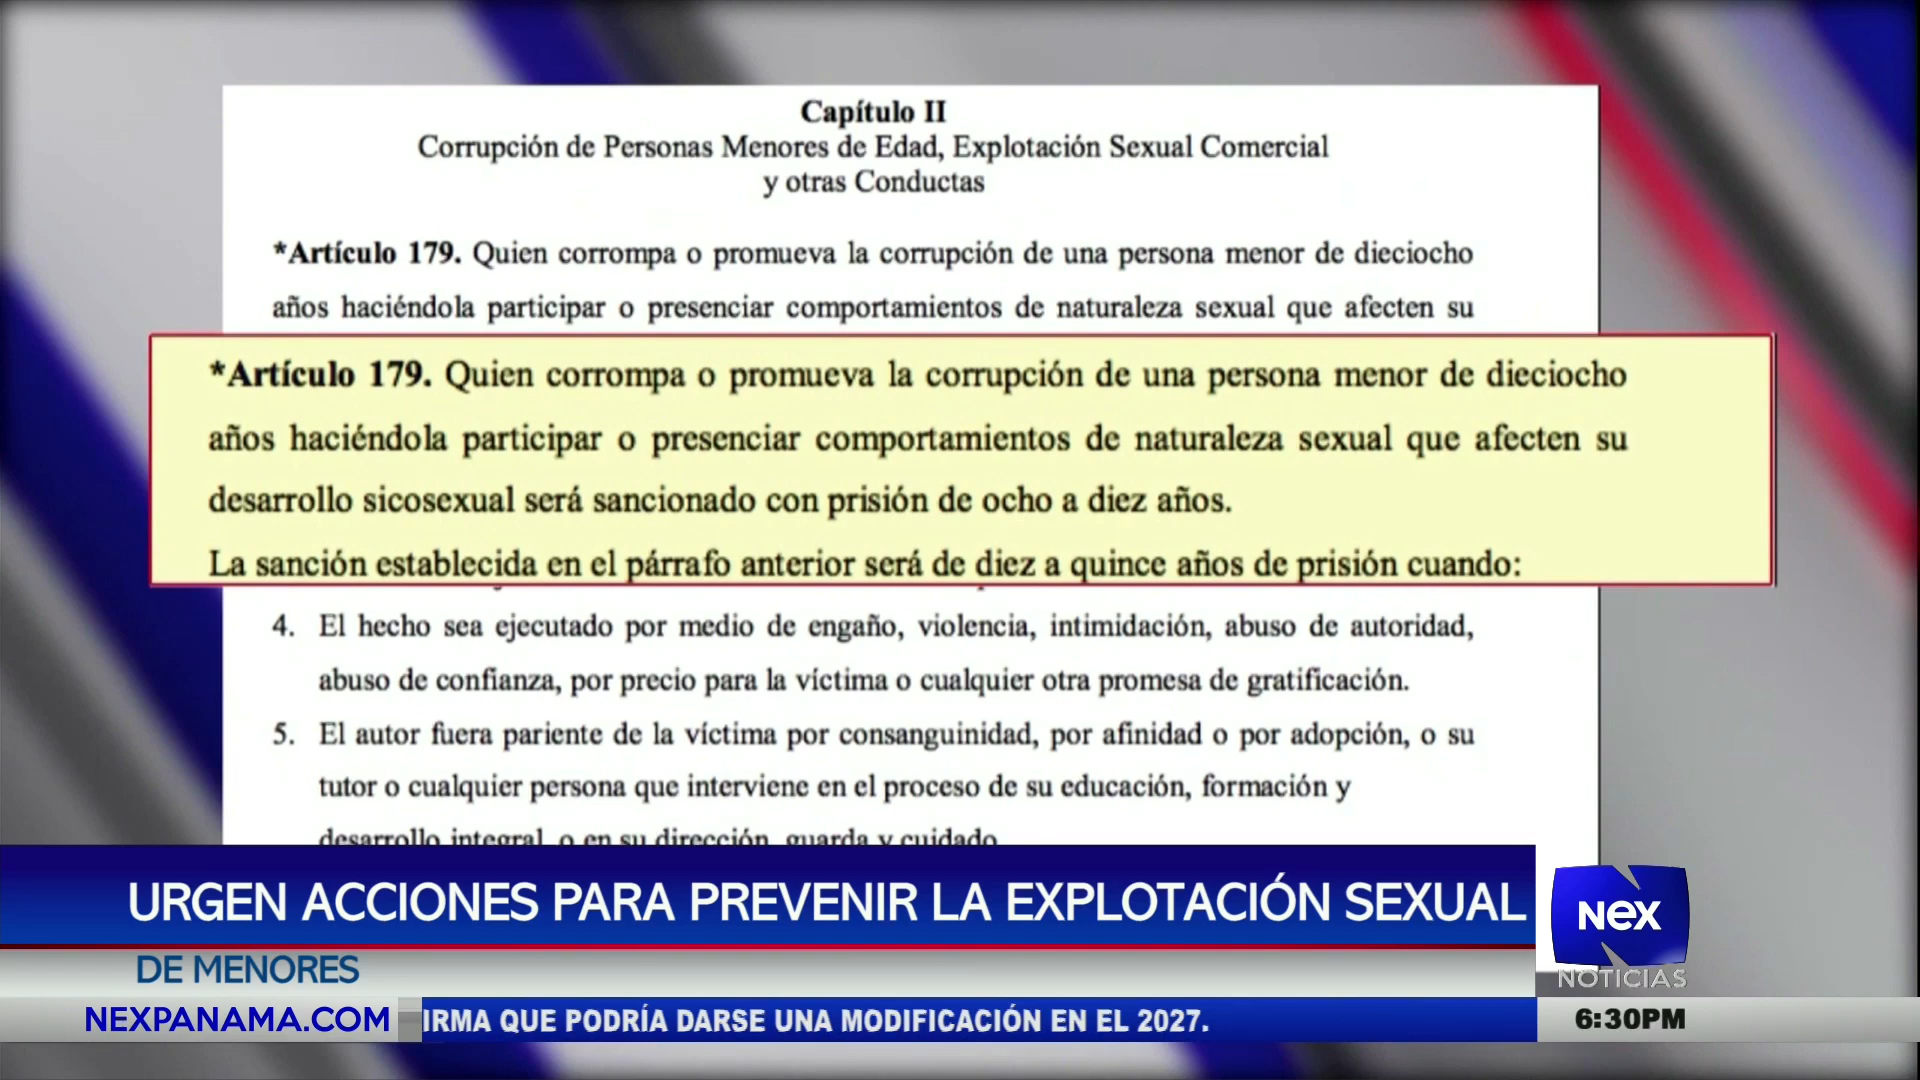 Capítulo II
Corrupción de Personas Menores de Edad, Explotación Sexual Comercial
y otras Conductas
*Artículo 179. Quien corrompa o promueva la corrupción de una persona menor de dieciocho
años haciéndola participar o presenciar comportamientos de naturaleza sexual que afecten su
*Artículo 179. Quien corrompa o promueva la corrupción de una persona menor de dieciocho
años haciéndola participar o presenciar comportamientos de naturaleza sexual que afecten su
desarrollo sicosexual será sancionado con prisión de ocho a diez años.
La sanción establecida en el párrafo anterior será de diez a quince años de prisión cuando:
4. El hecho sea ejecutado por medio de engaño, violencia, intimidación, abuso de autoridad,
abuso de confianza, por precio para la víctima o cualquier otra promesa de gratificación.
5. El autor fuera pariente de la víctima por consanguinidad, por afinidad o por adopción, o su
tutor o cualquier persona que interviene en el proceso de su educación, formación y
desarrollo integral, o en su dirección, guarda y cuidado
URGEN ACCIONES PARA PREVENIR LA EXPLOTACIÓN SEXUAL
DE MENORES
NEX
NOTICIAS
NEXPANAMA.COM
IRMA QUE PODRÍA DARSE UNA MODIFICACIÓN EN EL 2027.
6:30PM